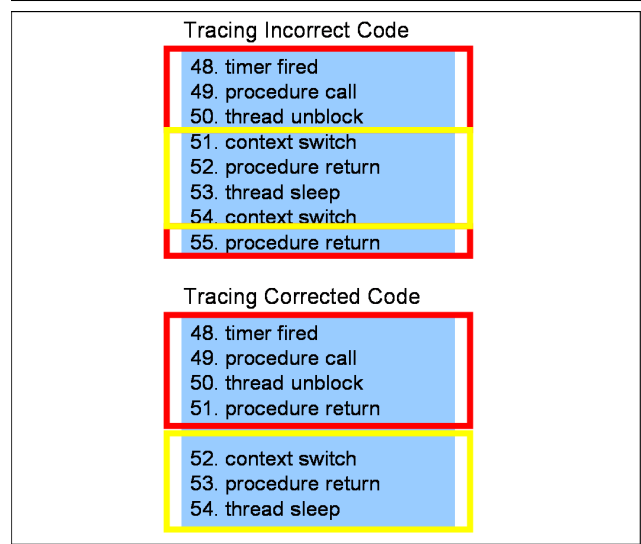 Tracing Incorrect Code
48. timer fired
49. procedure call
50. thread unblock
51. context switch
52. procedure return
53. thread sleep
54. context switch
55. procedure return
Tracing Corrected Code
48. timer fired
49. procedure call
50. thread unblock
51. procedure return
52. context switch
53. procedure return
54. thread sleep